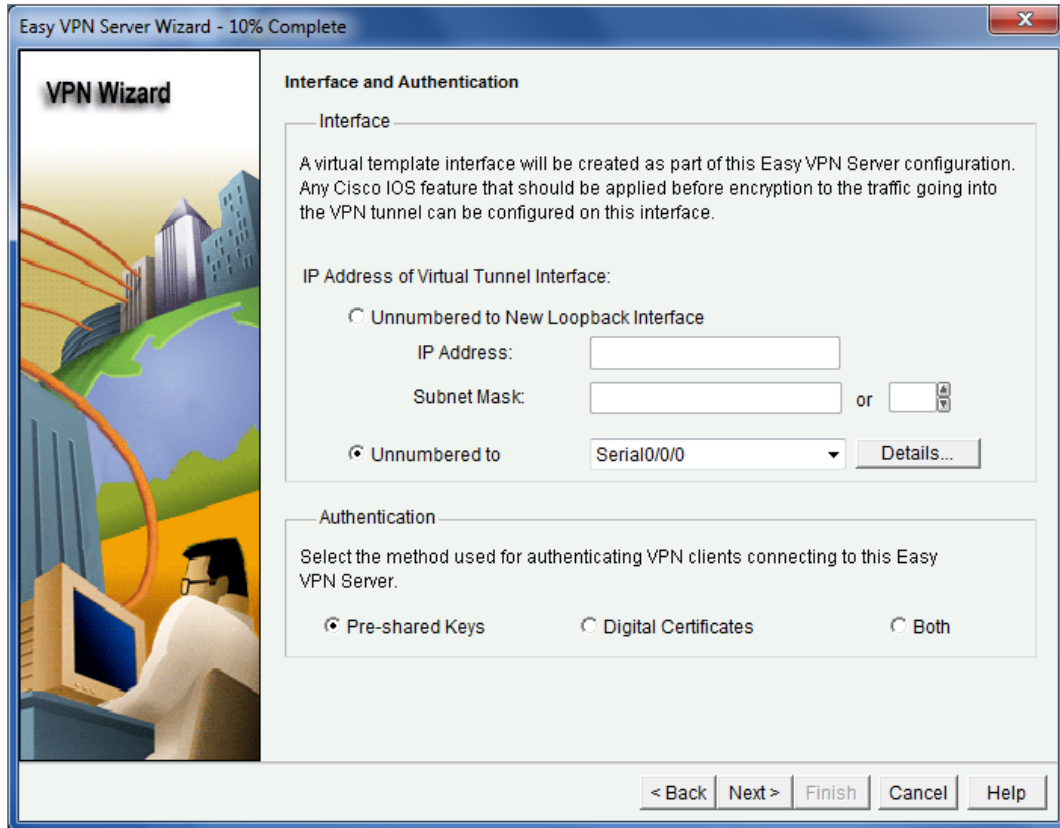 Easy VPN Server Wizard - 10% Complete
VPN Wizard
Interface and Authentication
Interface
A virtual template interface will be created as part of this Easy VPN Server configuration.
Any Cisco IOS feature that should be applied before encryption to the traffic going into
the VPN tunnel can be configured on this interface.
IP Address of Virtual Tunnel Interface:
Unnumbered to New Loopback Interface
IP Address:
Subnet Mask: or
Unnumbered to Serial0/0/0 Details...
Authentication
Select the method used for authenticating VPN clients connecting to this Easy
VPN Server.
Pre-shared Keys Digital Certificates Both
< Back Next > Finish Cancel Help